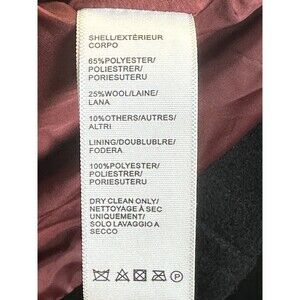 SHELL/EXTÉRIEUR
CORPO
65%POLYESTER/
POLIESTRER/
PORIESUTERU
25%WOOL/LAINE/
LANA
10%OTHERS/AUTRES/
ALTRI
LINING/DOUBLUBLRE/
FODERA
100%POLYESTER/
POLIESTRER/
PORIESUTERU
DRY CLEAN ONLY/
NETTOYAGE À SEC
UNIQUEMENT/
SOLO LAVAGGIO A
SECCO
P